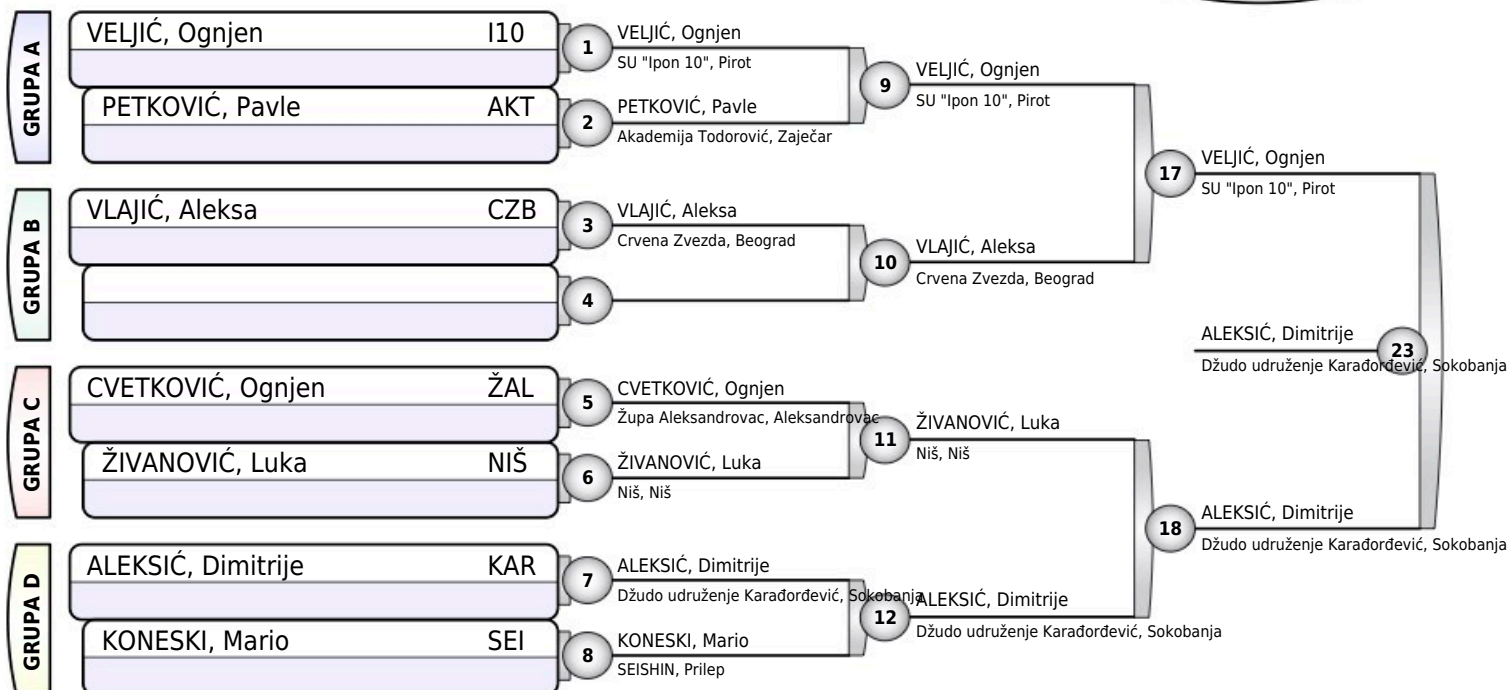 GRUPA A
VELJIĆ, Ognjen I10
PETKOVIĆ, Pavle AKT
1
VELJIĆ, Ognjen
SU "Ipon 10", Pirot
2
PETKOVIĆ, Pavle
Akademija Todorović, Zaječar
9
VELJIĆ, Ognjen
SU "Ipon 10", Pirot
GRUPA B
VLAJIĆ, Aleksa CZB
3
VLAJIĆ, Aleksa
Crvena Zvezda, Beograd
4
10
VLAJIĆ, Aleksa
Crvena Zvezda, Beograd
17
VELJIĆ, Ognjen
SU "Ipon 10", Pirot
GRUPA C
CVETKOVIĆ, Ognjen ŽAL
ŽIVANOVIĆ, Luka NIŠ
5
CVETKOVIĆ, Ognjen
Župa Aleksandrovac, Aleksandrovac
6
ŽIVANOVIĆ, Luka
Niš, Niš
11
ŽIVANOVIĆ, Luka
Niš, Niš
GRUPA D
ALEKSIĆ, Dimitrije KAR
KONESKI, Mario SEI
7
ALEKSIĆ, Dimitrije
Džudo udruženje Karađorđević, Sokobanja
8
KONESKI, Mario
SEISHIN, Prilep
12
ALEKSIĆ, Dimitrije
Džudo udruženje Karađorđević, Sokobanja
18
ALEKSIĆ, Dimitrije
Džudo udruženje Karađorđević, Sokobanja
23
ALEKSIĆ, Dimitrije
Džudo udruženje Karađorđević, Sokobanja